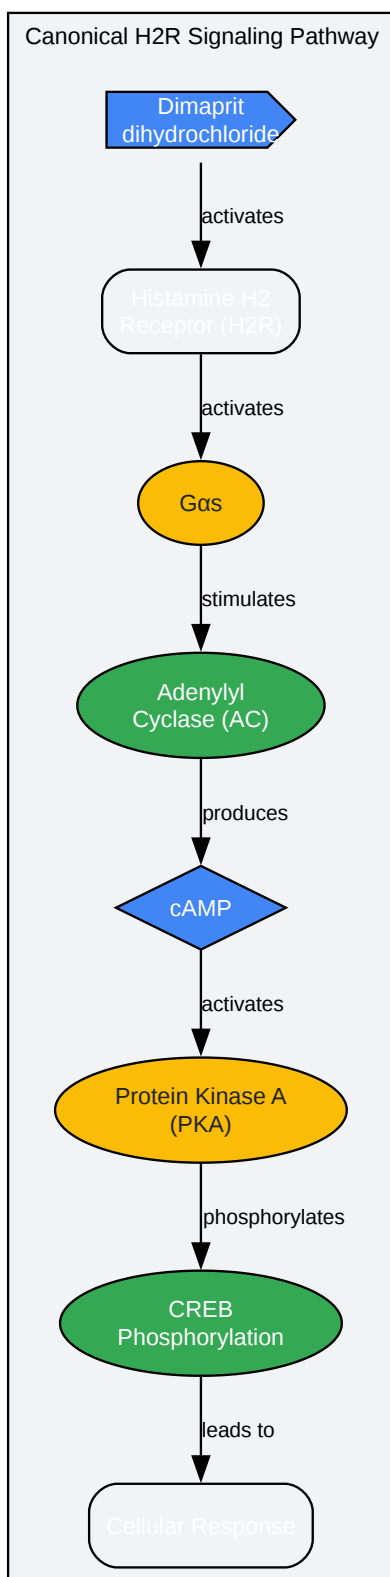 Canonical H2R Signaling Pathway
Dimaprit
dihydrochloride
activates
Histamine H2
Receptor (H2R)
activates
Gαs
stimulates
Adenylyl
Cyclase (AC)
produces
cAMP
activates
Protein Kinase A
(PKA)
phosphorylates
CREB
Phosphorylation
leads to
Cellular Response